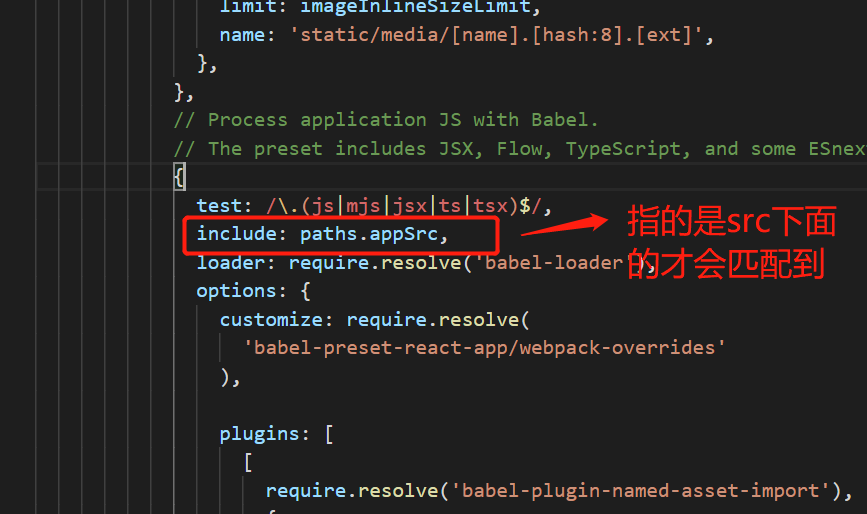 limit: imageInlineSizeLimit,
name: 'static/media/[name].[hash:8].[ext]',
},
},
// Process application JS with Babel.
// The preset includes JSX, Flow, TypeScript, and some ESnext
{
test: /\.(js|mjs|jsx|ts|tsx)$/,
include: paths.appSrc,
指的是src下面
的才会匹配到
loader: require.resolve('babel-loader'),
options: {
customize: require.resolve(
'babel-preset-react-app/webpack-overrides'
),
plugins: [
[
require.resolve('babel-plugin-named-asset-import'),
{